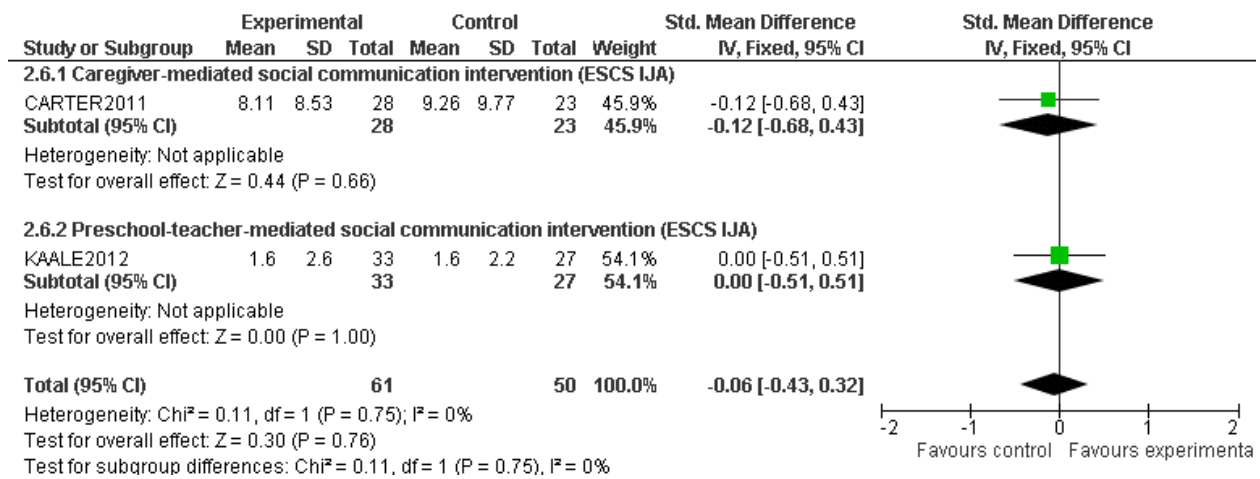 Experimental Control Std. Mean Difference Std. Mean Difference
Study or Subgroup Mean SD Total Mean SD Total Weight IV, Fixed, 95% CI IV, Fixed, 95% CI
2.6.1 Caregiver-mediated social communication intervention (ESCS IJA)
CARTER2011 8.11 8.53 28 9.26 9.77 23 45.9% -0.12 [-0.68, 0.43]
Subtotal (95% CI) 28 23 45.9% -0.12 [-0.68, 0.43]
Heterogeneity: Not applicable
Test for overall effect: Z = 0.44 (P = 0.66)
2.6.2 Preschool-teacher-mediated social communication intervention (ESCS IJA)
KAALE2012 1.6 2.6 33 1.6 2.2 27 54.1% 0.00 [-0.51, 0.51]
Subtotal (95% CI) 33 27 54.1% 0.00 [-0.51, 0.51]
Heterogeneity: Not applicable
Test for overall effect: Z = 0.00 (P = 1.00)
Total (95% CI) 61 50 100.0% -0.06 [-0.43, 0.32]
Heterogeneity: Chi² = 0.11, df = 1 (P = 0.75); I² = 0%
Test for overall effect: Z = 0.30 (P = 0.76)
Test for subgroup differences: Chi² = 0.11, df = 1 (P = 0.75), I² = 0%
-2 -1 0 1 2
Favours control Favours experimenta